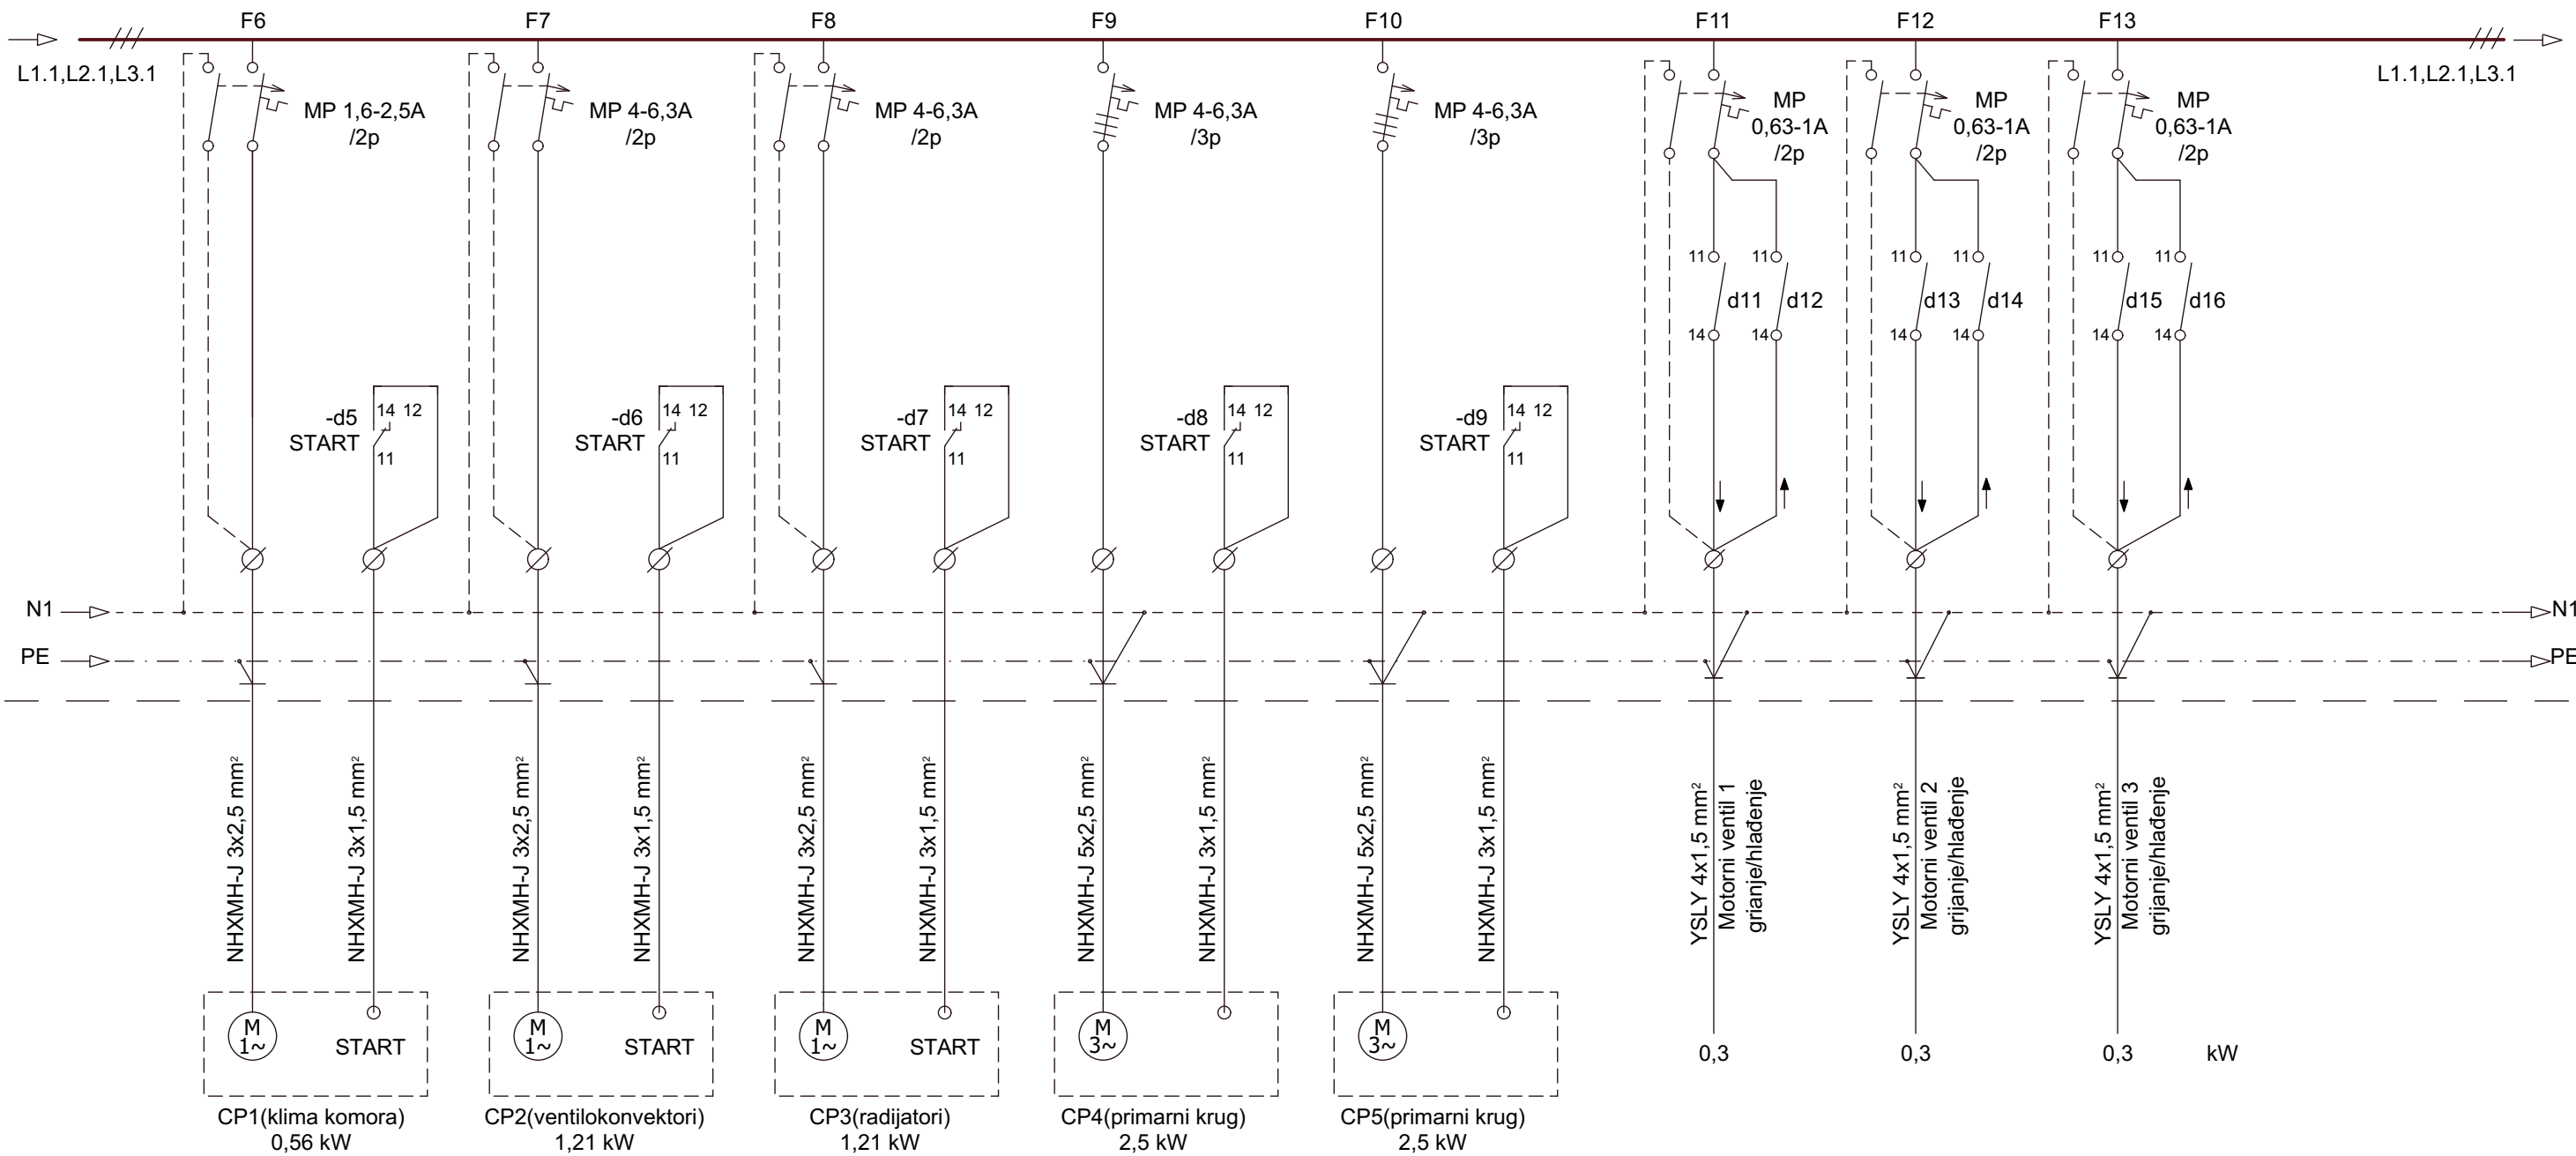 F6
F7
F8
F9
F10
F11
F12
F13
L1.1,L2.1,L3.1
L1.1,L2.1,L3.1
MP 1,6-2,5A
/2p
MP 4-6,3A
/2p
MP 4-6,3A
/2p
MP 4-6,3A
/3p
MP 4-6,3A
/3p
MP
0,63-1A
/2p
MP
0,63-1A
/2p
MP
0,63-1A
/2p
11
11
d11
d12
14
14
11
11
d13
d14
14
14
11
11
d15
d16
14
14
-d5
START
14 12
11
-d6
START
14 12
11
-d7
START
14 12
11
-d8
START
14 12
11
-d9
START
14 12
11
N1
N1
PE
PE
NHXMH-J 3x2,5 mm²
NHXMH-J 3x1,5 mm²
NHXMH-J 3x2,5 mm²
NHXMH-J 3x1,5 mm²
NHXMH-J 3x2,5 mm²
NHXMH-J 3x1,5 mm²
NHXMH-J 5x2,5 mm²
NHXMH-J 3x1,5 mm²
NHXMH-J 5x2,5 mm²
NHXMH-J 3x1,5 mm²
YSLY 4x1,5 mm²
Motorni ventil 1
grianje/hlađenje
YSLY 4x1,5 mm²
Motorni ventil 2
grijanje/hlađenje
YSLY 4x1,5 mm²
Motorni ventil 3
grijanje/hlađenje
M
1~
START
M
1~
START
M
1~
START
M
3~
M
3~
0,3
0,3
0,3
kW
CP1(klima komora)
0,56 kW
CP2(ventilokonvektori)
1,21 kW
CP3(radijatori)
1,21 kW
CP4(primarni krug)
2,5 kW
CP5(primarni krug)
2,5 kW